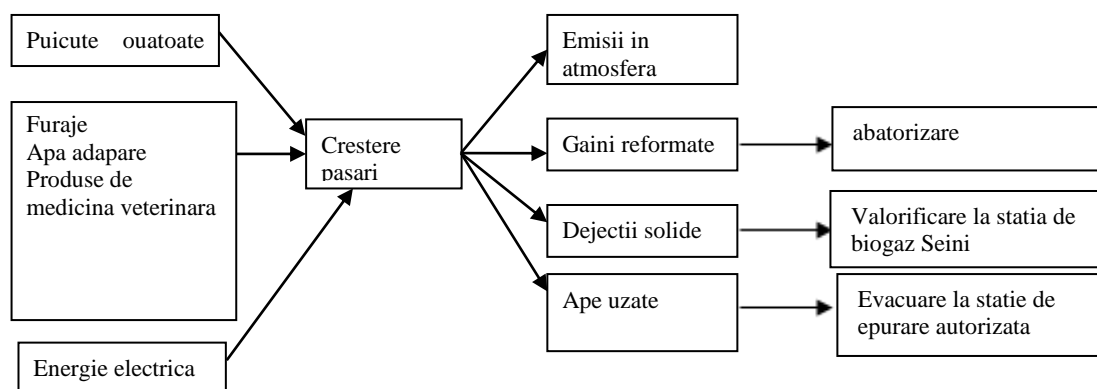 Puicute ouatoate
Furaje
Apa adapare
Produse de
medicina veterinara
Energie electrica
Crestere
pasari
Emisii in
atmosfera
Gaini reformate
abatorizare
Dejectii solide
Valorificare la statia de
biogaz Seini
Ape uzate
Evacuare la statie de
epurare autorizata